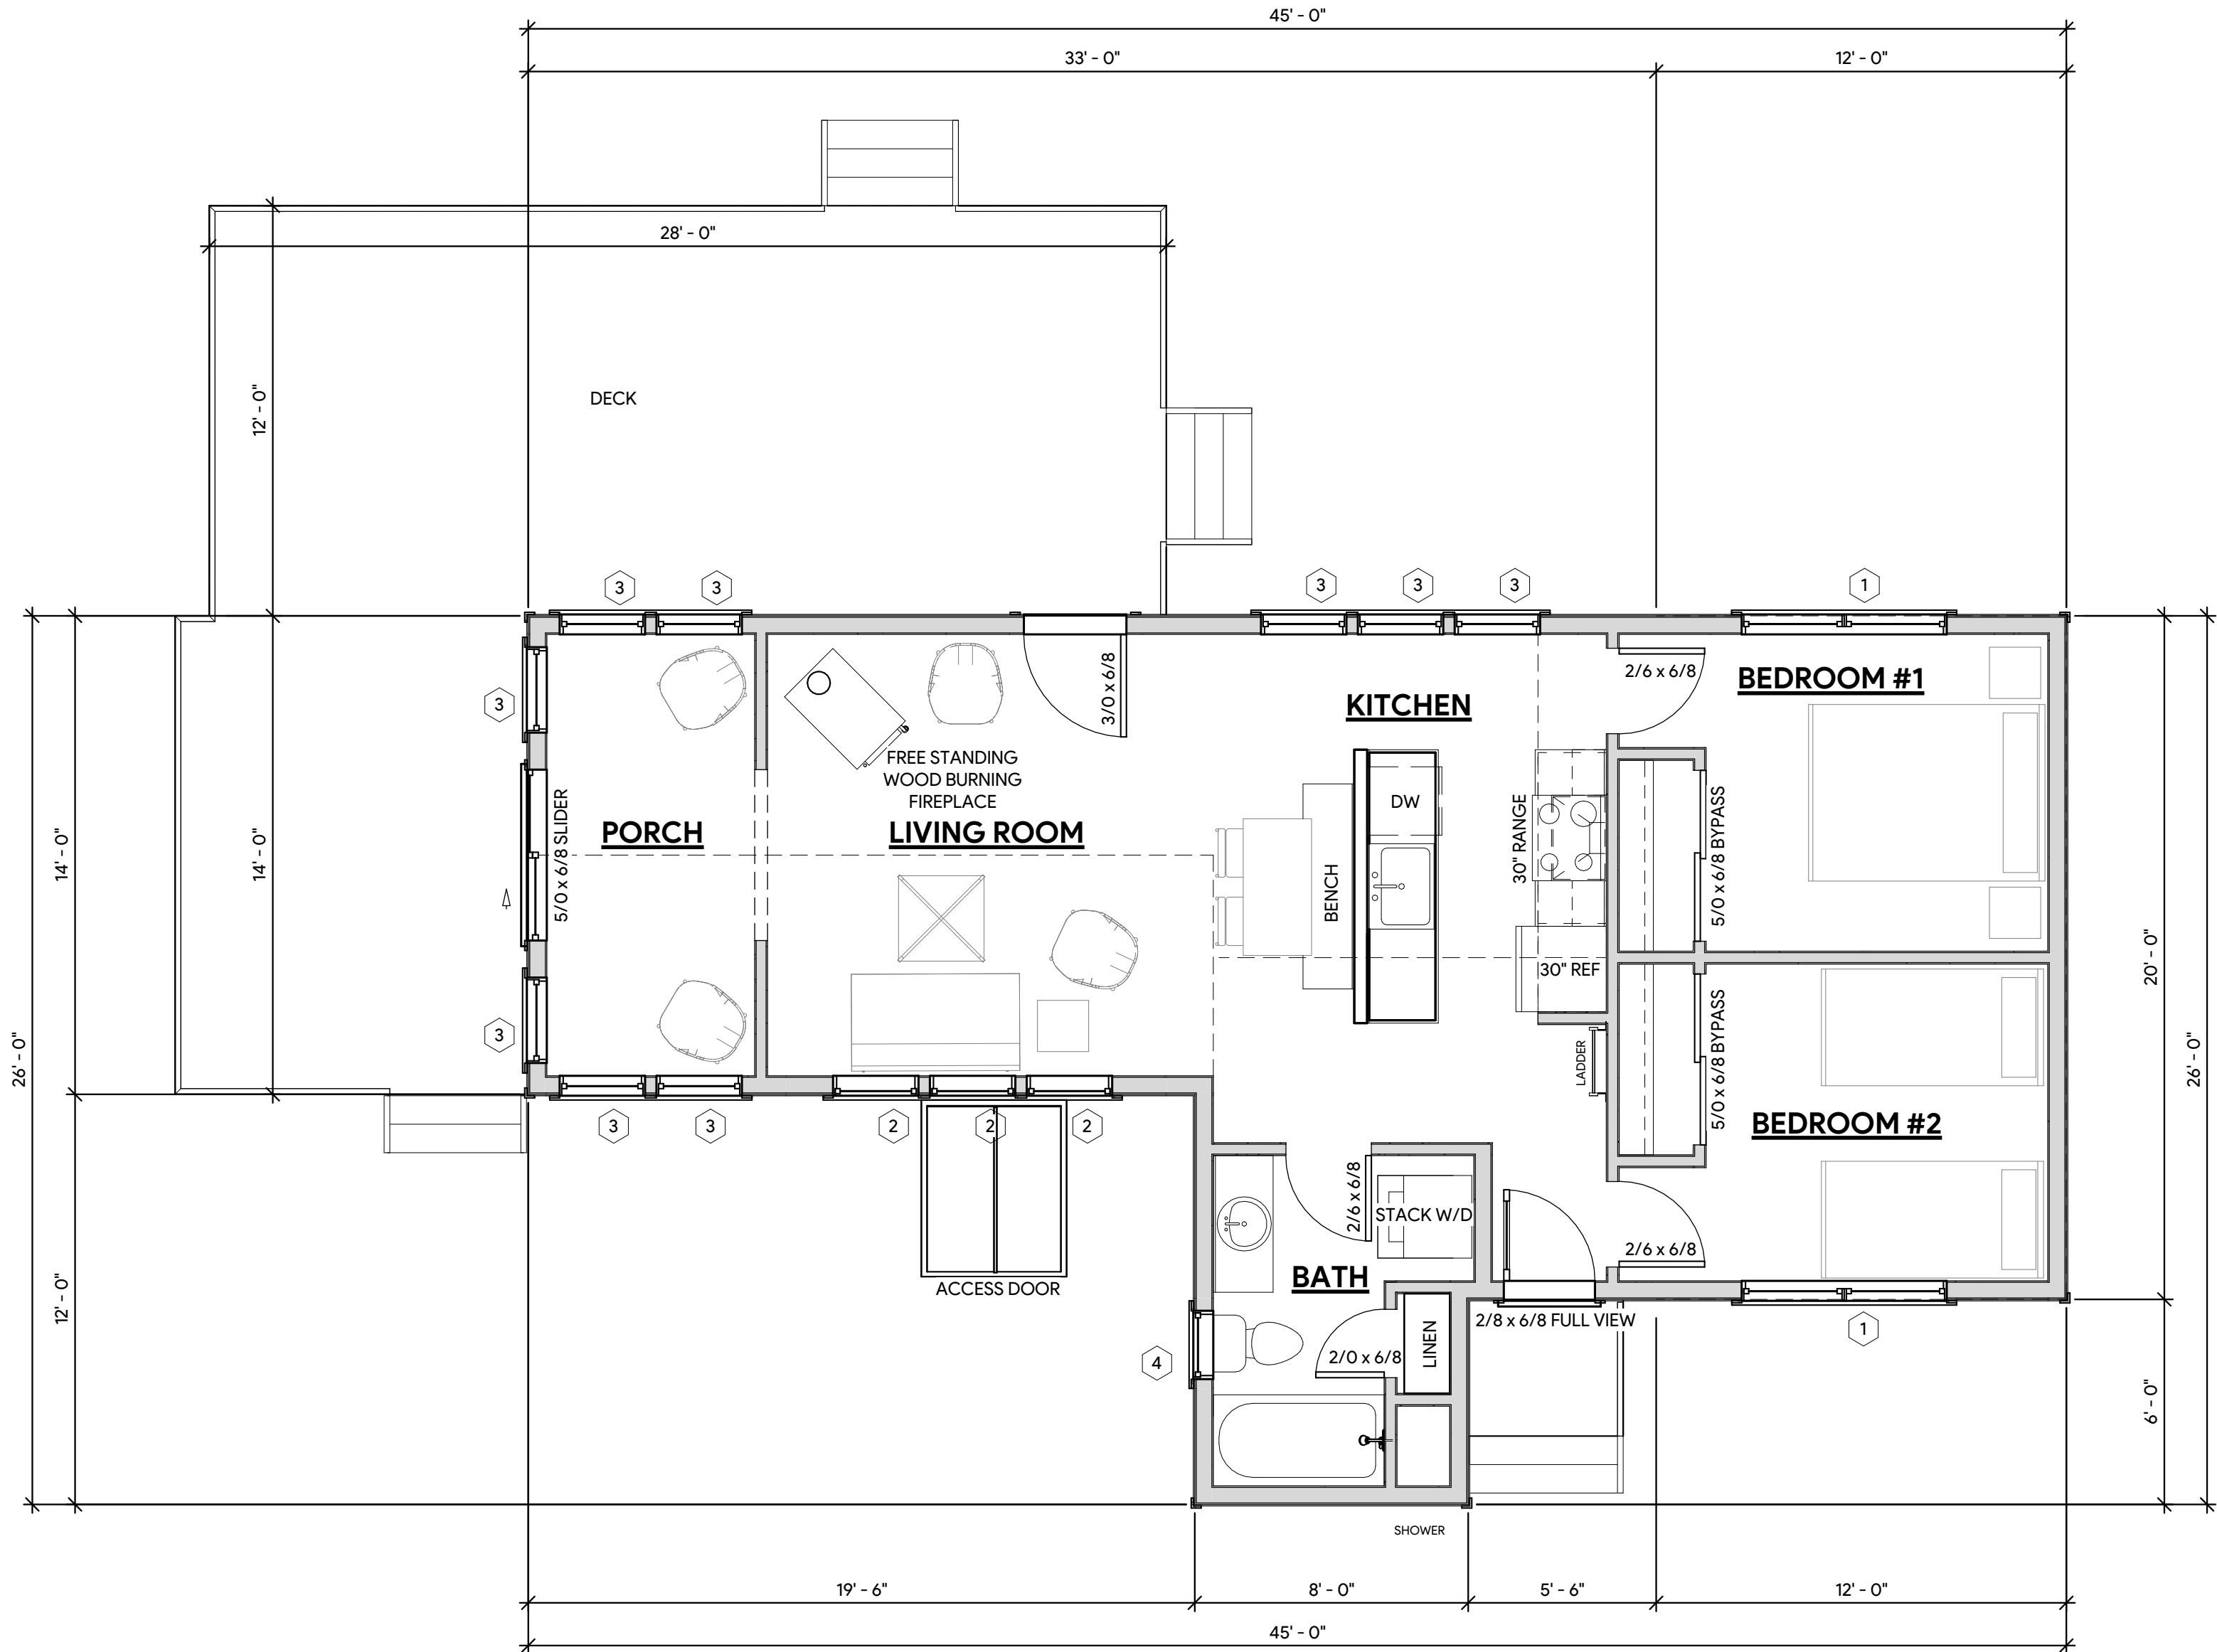 45' - 0"
33' - 0"
12' - 0"
28' - 0"
12' - 0"
DECK
3
3
3
3
3
1
2/6 x 6/8
BEDROOM #1
3/0 x 6/8
KITCHEN
3
FREE STANDING
WOOD BURNING
FIREPLACE
DW
PORCH
LIVING ROOM
5/0 x 6/8 SLIDER
30" RANGE
5/0 x 6/8 BYPASS
14' - 0"
14' - 0"
BENCH
30" REF
20' - 0"
3
26' - 0"
26' - 0"
LADDER
5/0 x 6/8 BYPASS
3
3
2
2
2
BEDROOM #2
2/6 x 6/8
STACK W/D
2/6 x 6/8
BATH
ACCESS DOOR
12' - 0"
2/8 x 6/8 FULL VIEW
1
LINEN
2/0 x 6/8
4
6' - 0"
SHOWER
19' - 6"
8' - 0"
5' - 6"
12' - 0"
45' - 0"